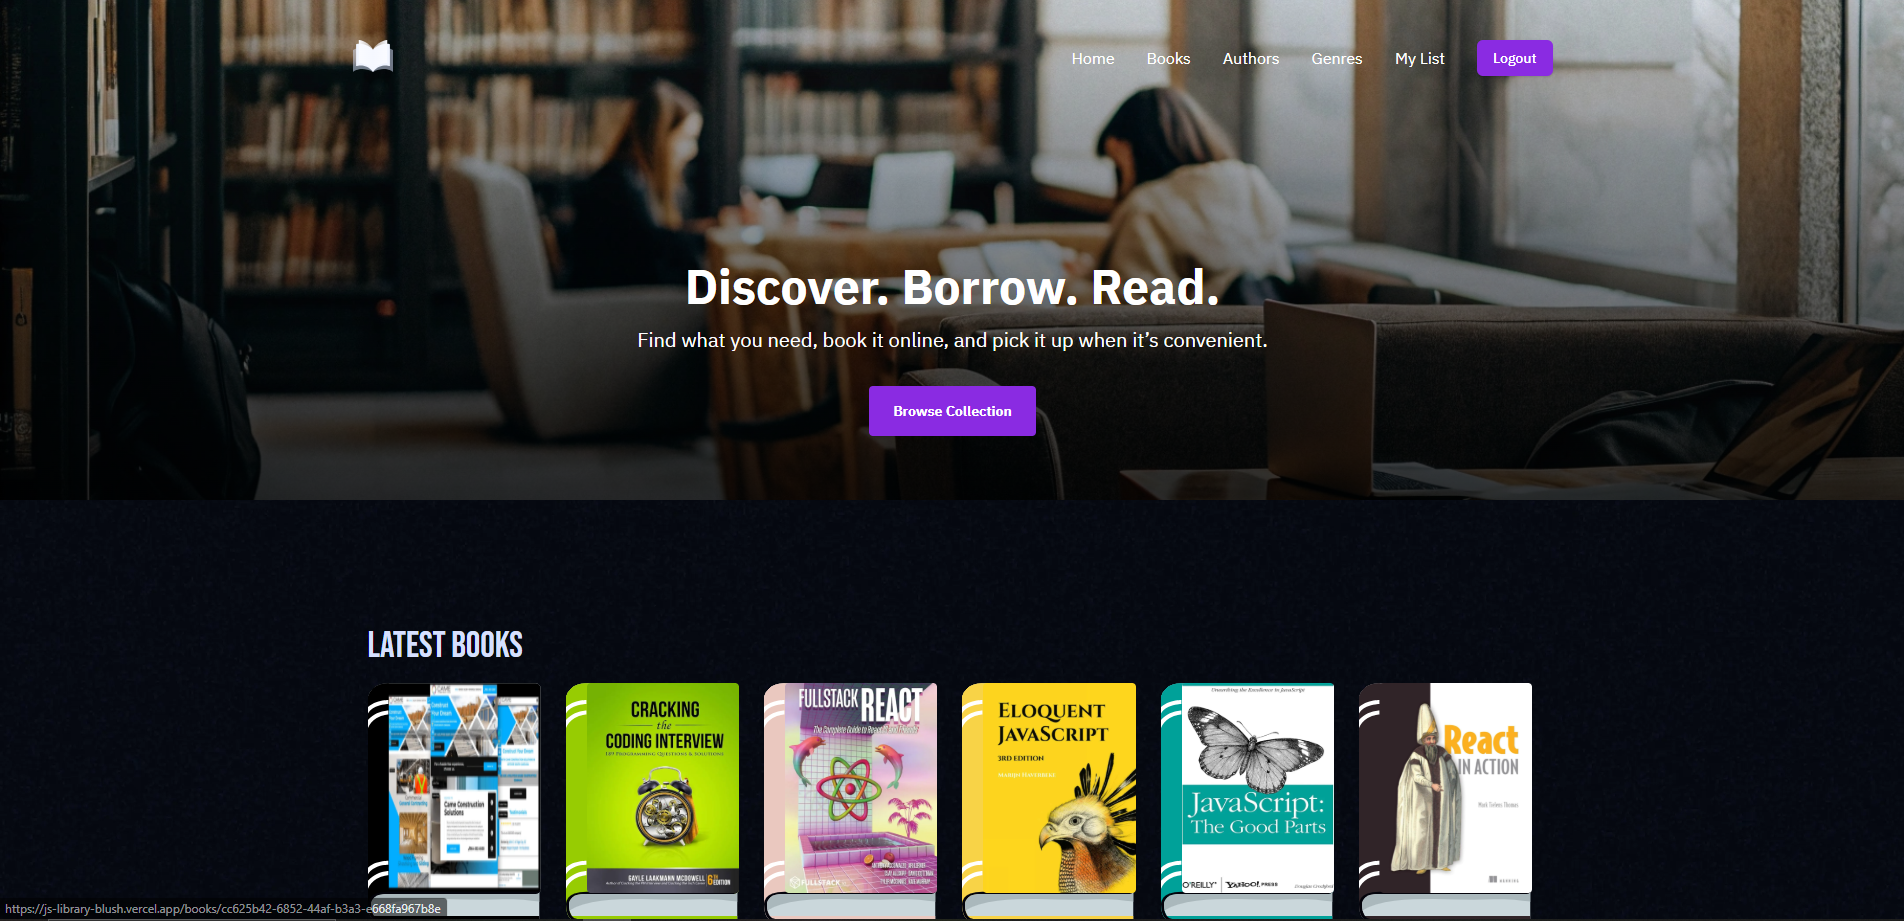 Home Books Authors Genres My List Logout
Discover. Borrow. Read.
Find what you need, book it online, and pick it up when it’s convenient.
Browse Collection
LATEST BOOKS
Came Construction
Solutions
CRACKING
the
CODING INTERVIEW
189 PROGRAMMING QUESTIONS & SOLUTIONS
GAYLE LAAKMANN MCDOWELL 6TH
EDITION
FULLSTACK REACT
The Complete Guide to
FULLSTACK
ELOQUENT
JAVASCRIPT
3RD EDITION
MARIJN HAVERBEKE
Unearthing the Excellence in JavaScript
JavaScript:
The Good Parts
O'REILLY® YAHOO! PRESS Douglas Crockford
React
IN ACTION
Mark Tielens Thomas
MANNING
https://js-library-blush.vercel.app/books/cc625b42-6852-44af-b3a3-e668fa967b8e